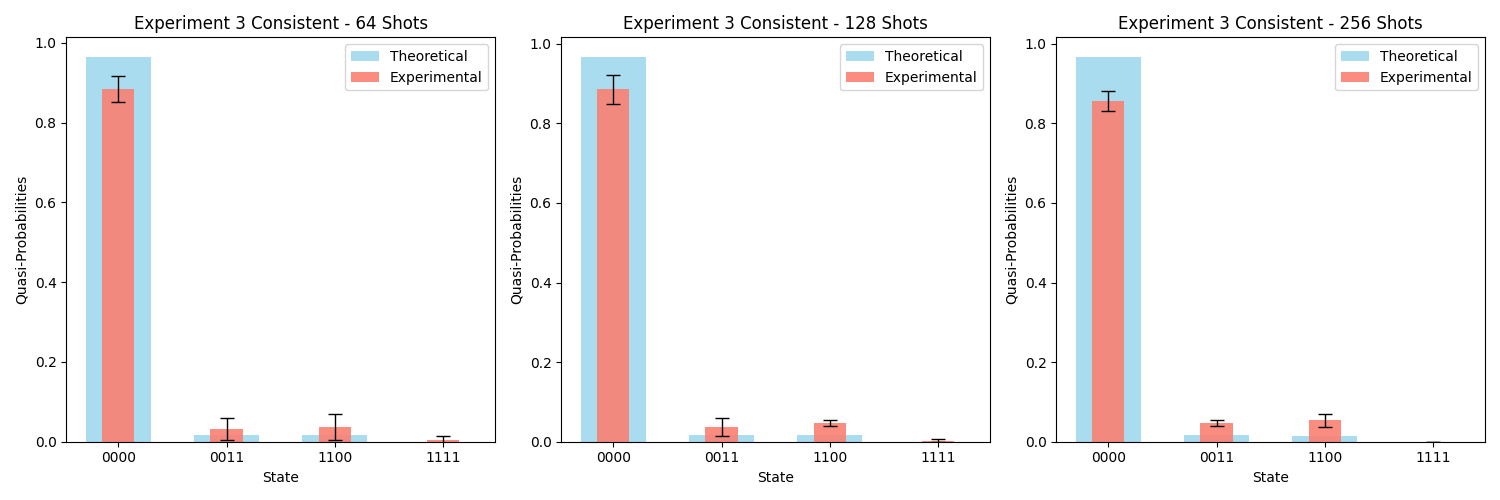 Experiment 3 Consistent - 64 Shots
Theoretical
Experimental
Quasi-Probabilities
1.0
0.8
0.6
0.4
0.2
0.0
0000 0011 1100 1111
State
Experiment 3 Consistent - 128 Shots
Theoretical
Experimental
Quasi-Probabilities
1.0
0.8
0.6
0.4
0.2
0.0
0000 0011 1100 1111
State
Experiment 3 Consistent - 256 Shots
Theoretical
Experimental
Quasi-Probabilities
1.0
0.8
0.6
0.4
0.2
0.0
0000 0011 1100 1111
State